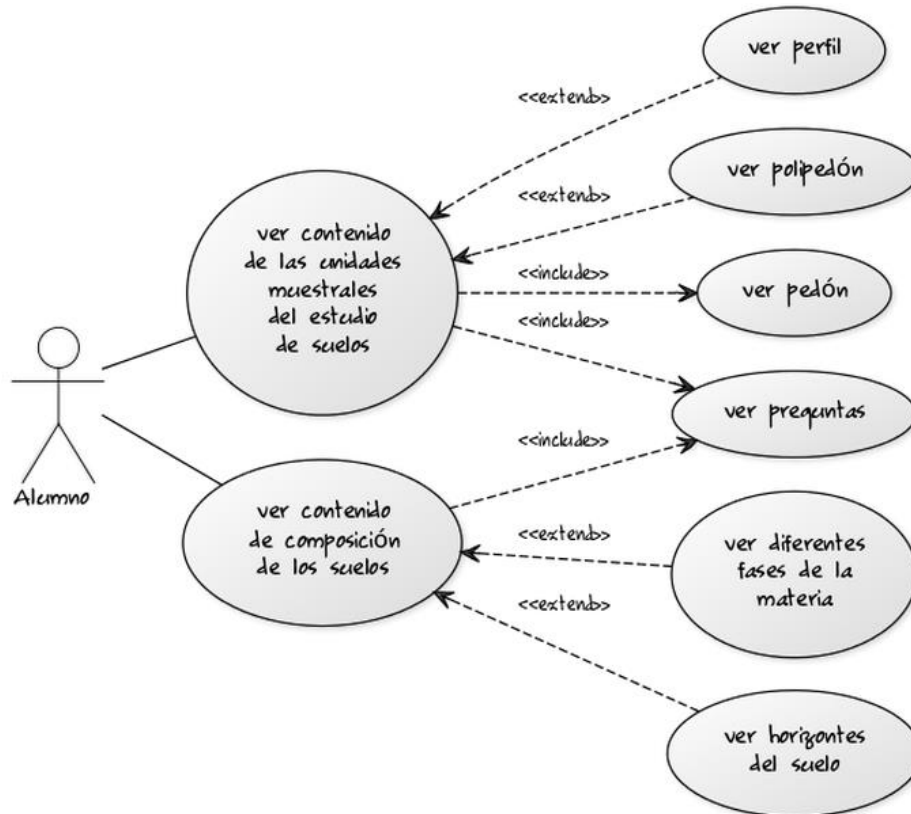 ver perfil
<<extend>>
ver polipedón
<<extend>>
ver contenido
de las unidades
muestrales
del estudio
de suelos
<<include>>
ver pedón
<<include>>
ver preguntas
<<include>>
Alumno
ver contenido
de composición
de los suelos
<<extend>>
ver diferentes
fases de la
materia
<<extend>>
ver horizontes
del suelo